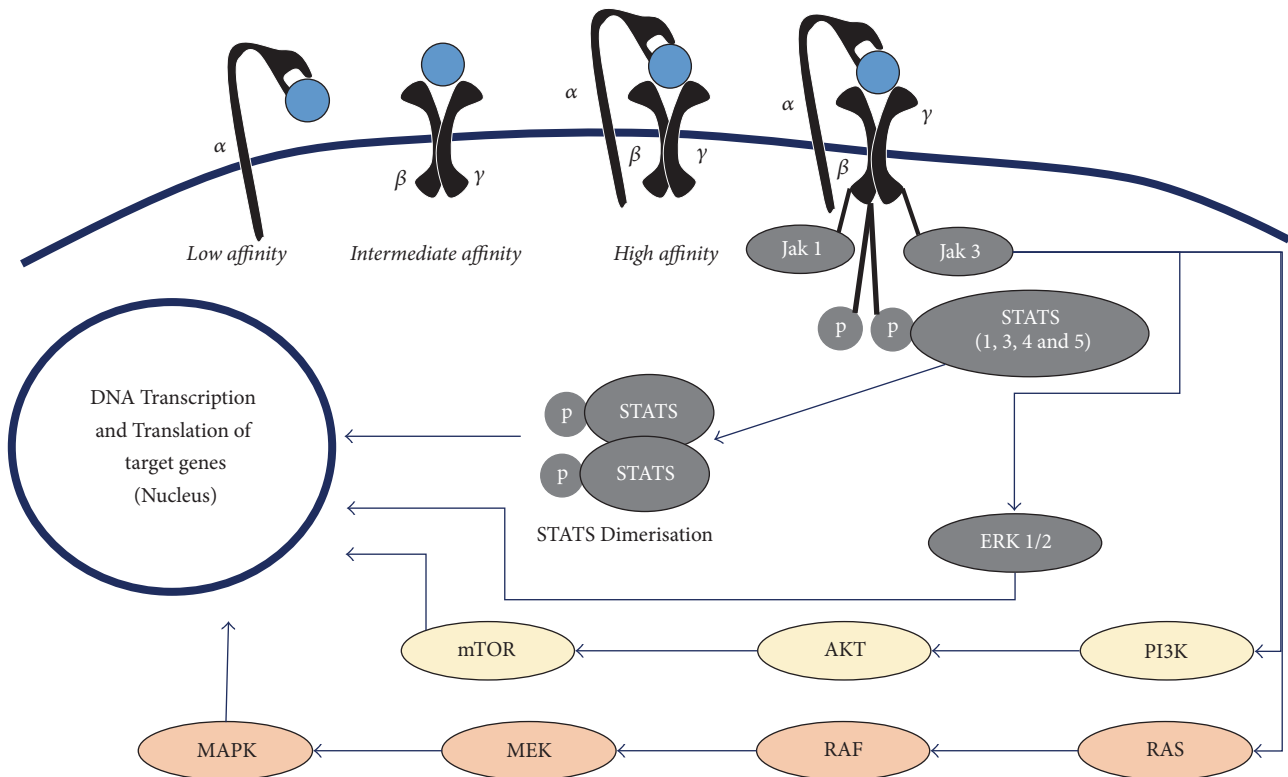 α
β
γ
α
β
γ
α
β
γ
Low affinity
Intermediate affinity
High affinity
Jak 1
Jak 3
p
p
STATS
(1, 3, 4 and 5)
DNA Transcription
and Translation of
target genes
(Nucleus)
p
STATS
p
STATS
STATS Dimerisation
ERK 1/2
mTOR
AKT
PI3K
MAPK
MEK
RAF
RAS